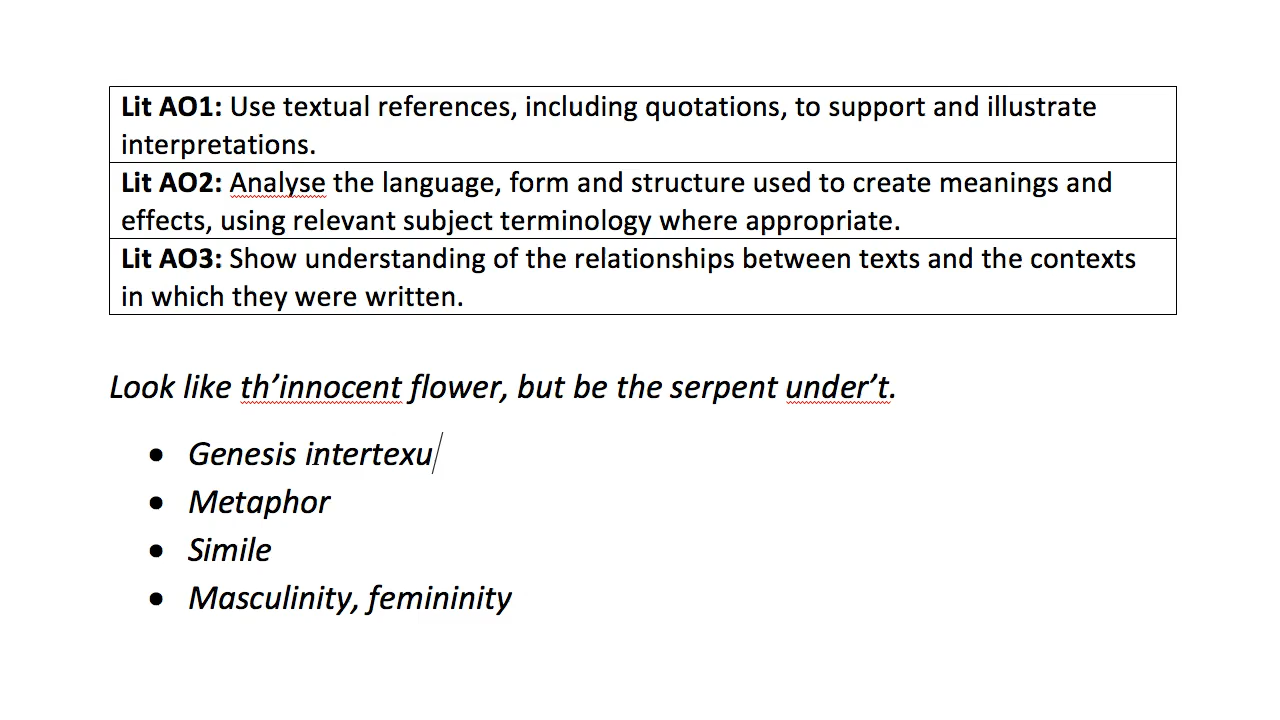 Lit AO1: Use textual references, including quotations, to support and illustrate
interpretations.
Lit AO2: Analyse the language, form and structure used to create meanings and
effects, using relevant subject terminology where appropriate.
Lit AO3: Show understanding of the relationships between texts and the contexts
in which they were written.
Look like th’innocent flower, but be the serpent under’t.
• Genesis intertexu
• Metaphor
• Simile
• Masculinity, femininity